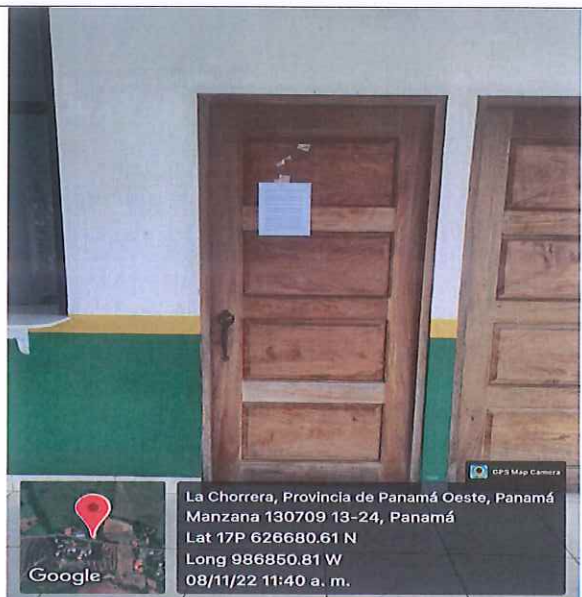 GPS Map Camera
La Chorrera, Provincia de Panamá Oeste, Panamá
Manzana 130709 13-24, Panamá
Lat 17P 626680.61 N
Long 986850.81 W
08/11/22 11:40 a. m.
Google